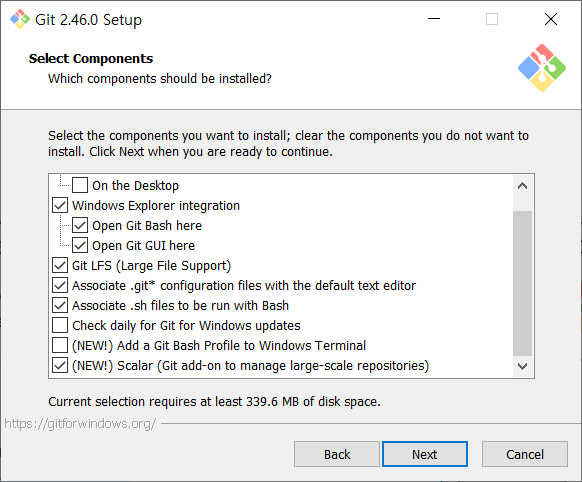 Git 2.46.0 Setup
Select Components
Which components should be installed?
Select the components you want to install; clear the components you do not want to
install. Click Next when you are ready to continue.
On the Desktop
Windows Explorer integration
Open Git Bash here
Open Git GUI here
Git LFS (Large File Support)
Associate .git* configuration files with the default text editor
Associate .sh files to be run with Bash
Check daily for Git for Windows updates
(NEW!) Add a Git Bash Profile to Windows Terminal
(NEW!) Scalar (Git add-on to manage large-scale repositories)
Current selection requires at least 339.6 MB of disk space.
https://gitforwindows.org/
Back
Next
Cancel